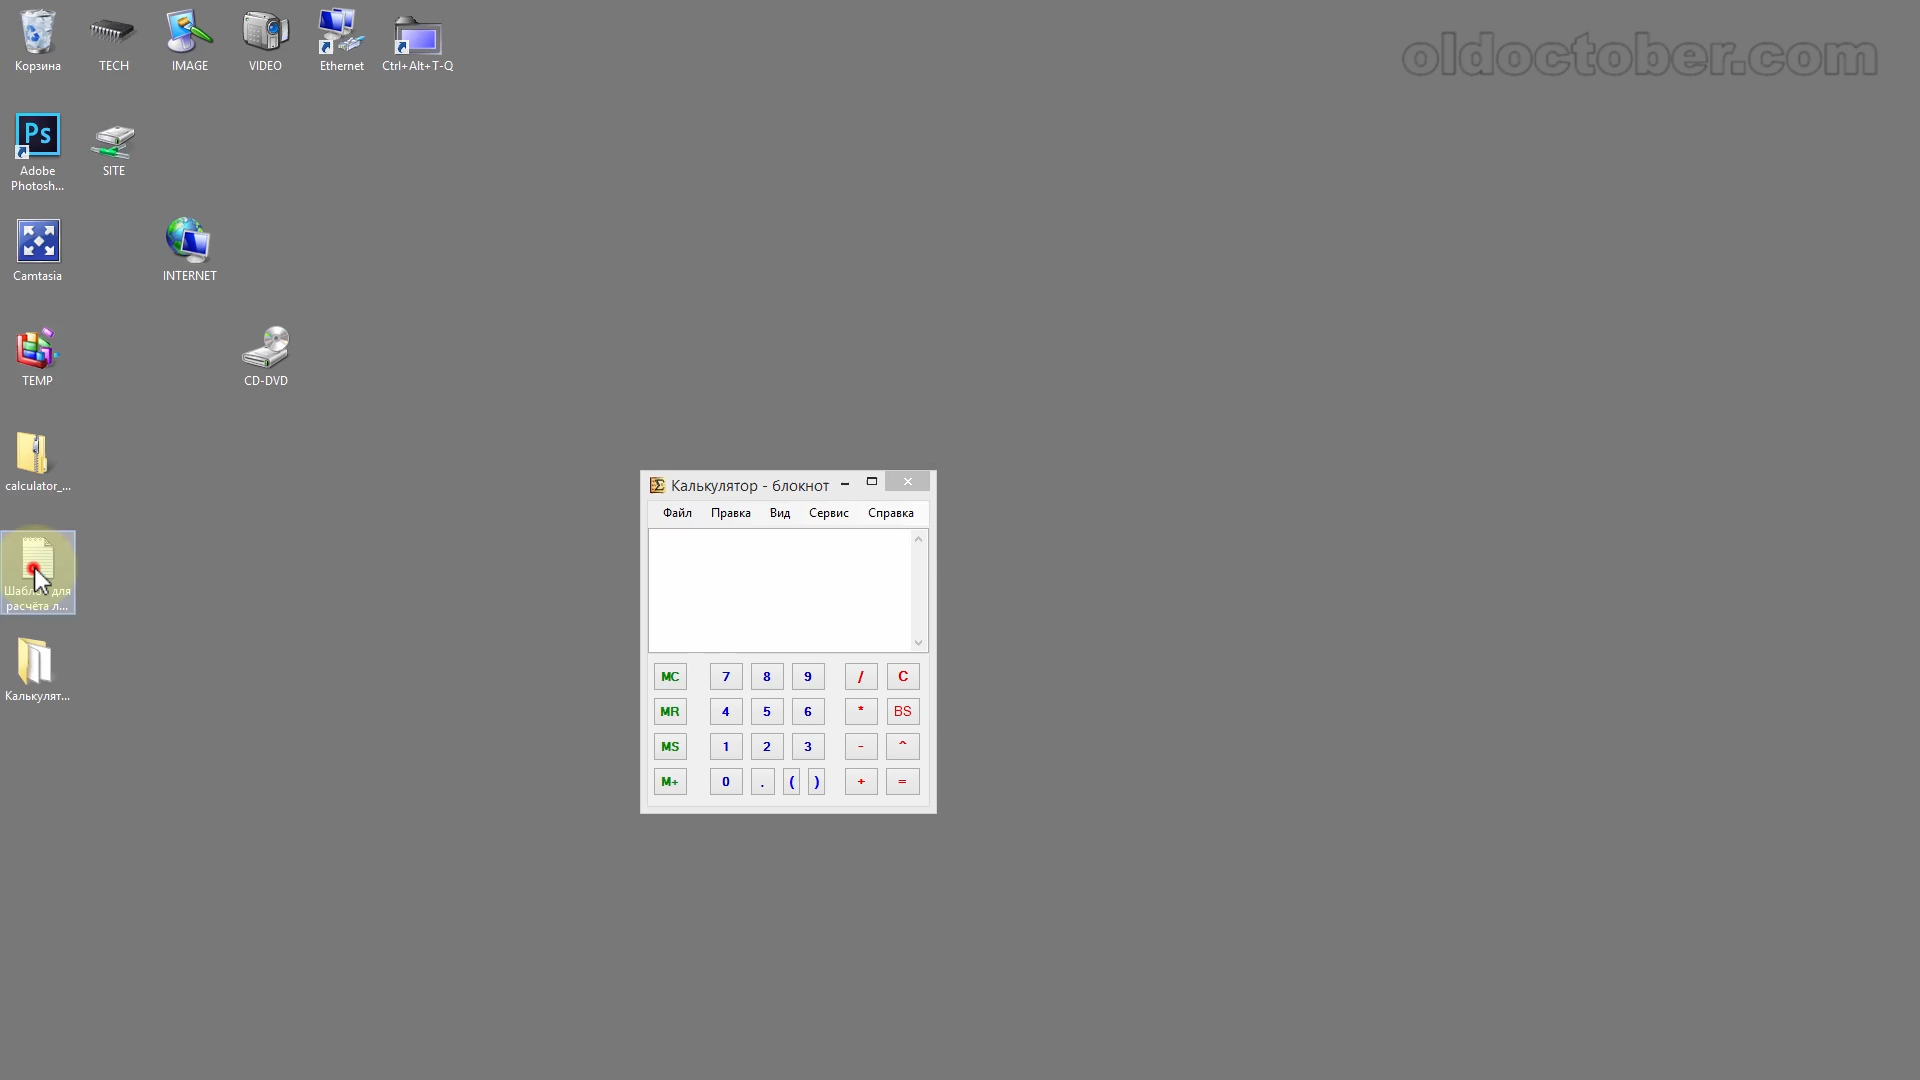 oldoctober.com
Корзина
TECH
IMAGE
VIDEO
Ethernet
Ctrl+Alt+T-Q
Ps
Adobe
Photosh...
SITE
Camtasia
INTERNET
TEMP
CD-DVD
calculator_...
для
расчёта л...
Калькулят...
Калькулятор - блокнот
Файл Правка Вид Сервис Справка
MC 7 8 9 / C
MR 4 5 6 * BS
MS 1 2 3 - ^
M+ 0 . ( ) + =